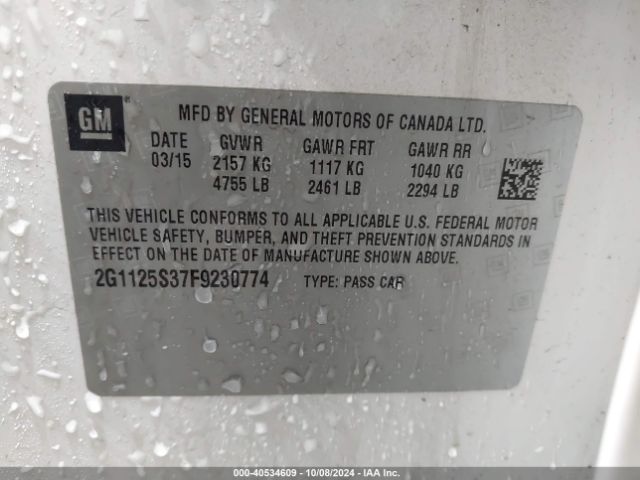 GM
MFD BY GENERAL MOTORS OF CANADA LTD.
DATE GVWR GAWR FRT GAWR RR
03/15 2157 KG 1117 KG 1040 KG
4755 LB 2461 LB 2294 LB
THIS VEHICLE CONFORMS TO ALL APPLICABLE U.S. FEDERAL MOTOR
VEHICLE SAFETY, BUMPER, AND THEFT PREVENTION STANDARDS IN
EFFECT ON THE DATE OF MANUFACTURE SHOWN ABOVE.
2G1125S37F9230774 TYPE: PASS CAR
000-40534609 - 10/08/2024 - IAA Inc.